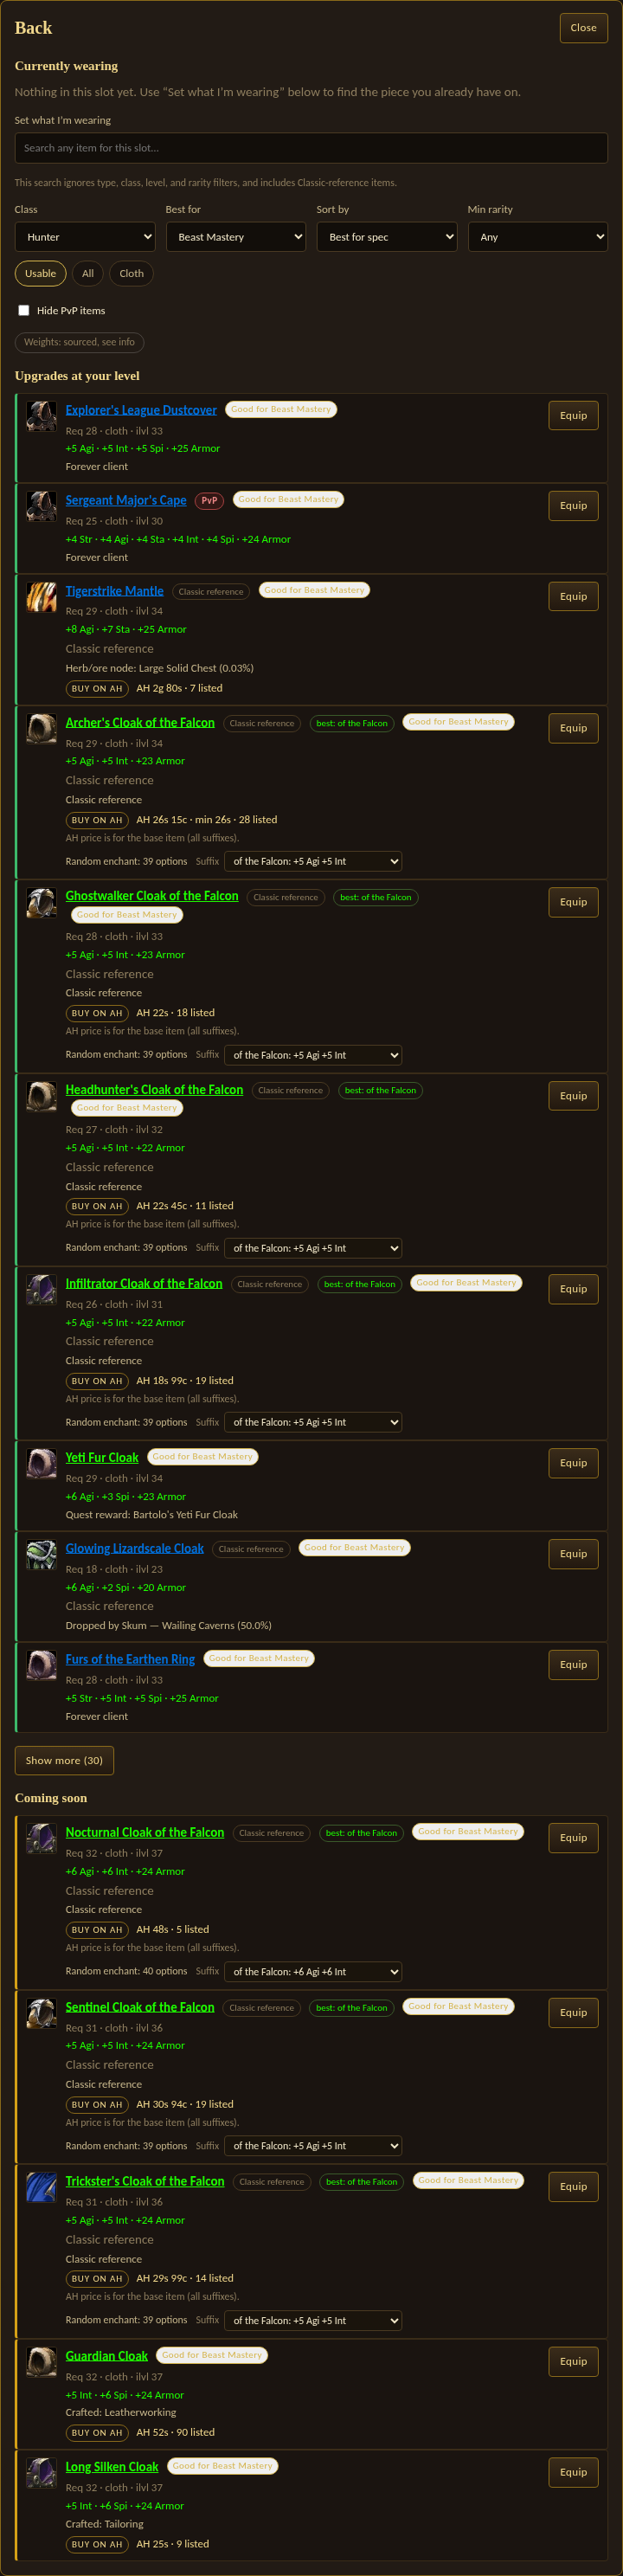 Back
Close
Currently wearing
Nothing in this slot yet. Use “Set what I’m wearing” below to find the piece you already have on.
Set what I’m wearing
Search any item for this slot...
This search ignores type, class, level, and rarity filters, and includes Classic-reference items.
Class Best for Sort by Min rarity
Hunter Beast Mastery Best for spec Any
Usable All Cloth
Hide PvP items
Weights: sourced, see info
Upgrades at your level
Explorer's League Dustcover Good for Beast Mastery Equip
Req 28 · cloth · ilvl 33
+5 Agi · +5 Int · +5 Spi · +25 Armor
Forever client
Sergeant Major's Cape PvP Good for Beast Mastery Equip
Req 25 · cloth · ilvl 30
+4 Str · +4 Agi · +4 Sta · +4 Int · +4 Spi · +24 Armor
Forever client
Tigerstrike Mantle Classic reference Good for Beast Mastery Equip
Req 29 · cloth · ilvl 34
+8 Agi · +7 Sta · +25 Armor
Classic reference
Herb/ore node: Large Solid Chest (0.03%)
BUY ON AH AH 2g 80s · 7 listed
Archer's Cloak of the Falcon Classic reference best: of the Falcon Good for Beast Mastery Equip
Req 29 · cloth · ilvl 34
+5 Agi · +5 Int · +23 Armor
Classic reference
Classic reference
BUY ON AH AH 26s 15c · min 26s · 28 listed
AH price is for the base item (all suffixes).
Random enchant: 39 options Suffix of the Falcon: +5 Agi +5 Int
Ghostwalker Cloak of the Falcon Classic reference best: of the Falcon Equip
Good for Beast Mastery
Req 28 · cloth · ilvl 33
+5 Agi · +5 Int · +23 Armor
Classic reference
Classic reference
BUY ON AH AH 22s · 18 listed
AH price is for the base item (all suffixes).
Random enchant: 39 options Suffix of the Falcon: +5 Agi +5 Int
Headhunter's Cloak of the Falcon Classic reference best: of the Falcon Equip
Good for Beast Mastery
Req 27 · cloth · ilvl 32
+5 Agi · +5 Int · +22 Armor
Classic reference
Classic reference
BUY ON AH AH 22s 45c · 11 listed
AH price is for the base item (all suffixes).
Random enchant: 39 options Suffix of the Falcon: +5 Agi +5 Int
Infiltrator Cloak of the Falcon Classic reference best: of the Falcon Good for Beast Mastery Equip
Req 26 · cloth · ilvl 31
+5 Agi · +5 Int · +22 Armor
Classic reference
Classic reference
BUY ON AH AH 18s 99c · 19 listed
AH price is for the base item (all suffixes).
Random enchant: 39 options Suffix of the Falcon: +5 Agi +5 Int
Yeti Fur Cloak Good for Beast Mastery Equip
Req 29 · cloth · ilvl 34
+6 Agi · +3 Spi · +23 Armor
Quest reward: Bartolo's Yeti Fur Cloak
Glowing Lizardscale Cloak Classic reference Good for Beast Mastery Equip
Req 18 · cloth · ilvl 23
+6 Agi · +2 Spi · +20 Armor
Classic reference
Dropped by Skum — Wailing Caverns (50.0%)
Furs of the Earthen Ring Good for Beast Mastery Equip
Req 28 · cloth · ilvl 33
+5 Str · +5 Int · +5 Spi · +25 Armor
Forever client
Show more (30)
Coming soon
Nocturnal Cloak of the Falcon Classic reference best: of the Falcon Good for Beast Mastery Equip
Req 32 · cloth · ilvl 37
+6 Agi · +6 Int · +24 Armor
Classic reference
Classic reference
BUY ON AH AH 48s · 5 listed
AH price is for the base item (all suffixes).
Random enchant: 40 options Suffix of the Falcon: +6 Agi +6 Int
Sentinel Cloak of the Falcon Classic reference best: of the Falcon Good for Beast Mastery Equip
Req 31 · cloth · ilvl 36
+5 Agi · +5 Int · +24 Armor
Classic reference
Classic reference
BUY ON AH AH 30s 94c · 19 listed
AH price is for the base item (all suffixes).
Random enchant: 39 options Suffix of the Falcon: +5 Agi +5 Int
Trickster's Cloak of the Falcon Classic reference best: of the Falcon Good for Beast Mastery Equip
Req 31 · cloth · ilvl 36
+5 Agi · +5 Int · +24 Armor
Classic reference
Classic reference
BUY ON AH AH 29s 99c · 14 listed
AH price is for the base item (all suffixes).
Random enchant: 39 options Suffix of the Falcon: +5 Agi +5 Int
Guardian Cloak Good for Beast Mastery Equip
Req 32 · cloth · ilvl 37
+5 Int · +6 Spi · +24 Armor
Crafted: Leatherworking
BUY ON AH AH 52s · 90 listed
Long Silken Cloak Good for Beast Mastery Equip
Req 32 · cloth · ilvl 37
+5 Int · +6 Spi · +24 Armor
Crafted: Tailoring
BUY ON AH AH 25s · 9 listed